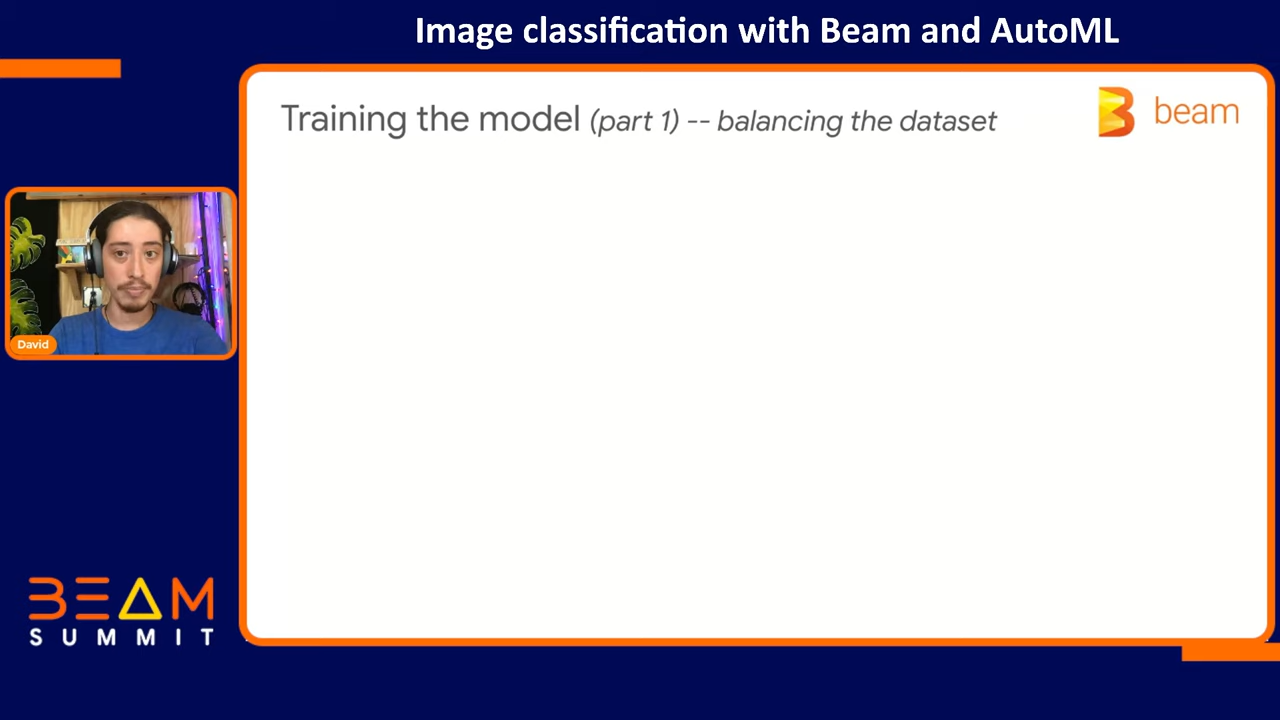 Image classification with Beam and AutoML
Training the model (part 1) -- balancing the dataset
beam
David
BEAM
SUMMIT